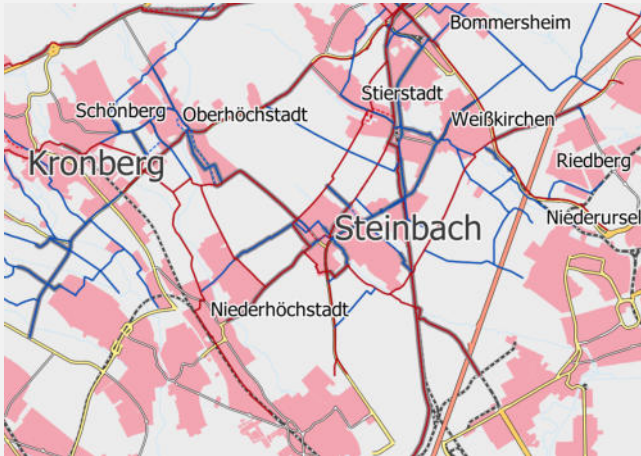 Bommersheim
Stierstadt
Schönberg
Oberhöchstadt
Weißkirchen
Kronberg
Riedberg
Steinbach
Niederursel
Niederhöchstadt